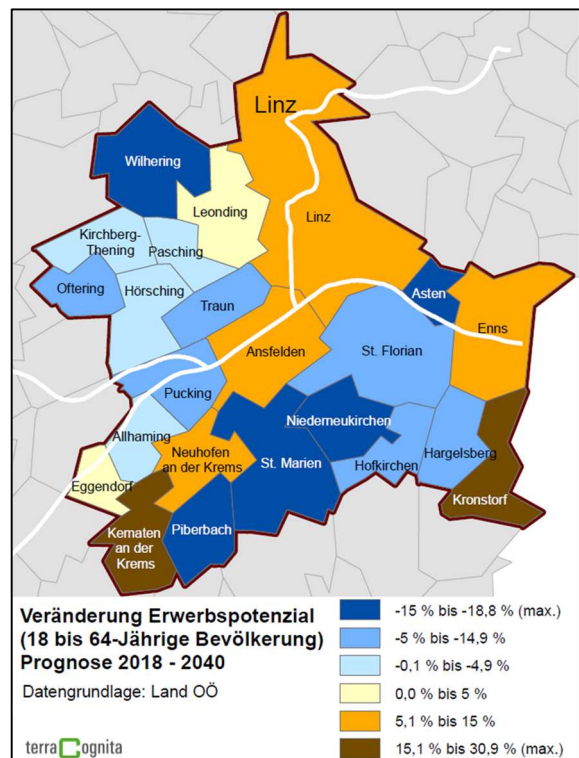 Linz
Wilhering
Leonding
Linz
Kirchberg-
Thening
Pasching
Oftering
Hörsching
Traun
Asten
Enns
Ansfelden
St. Florian
Pucking
Niederneukirchen
Allhaming
Neuhofen
an der Krems
St. Marien
Hofkirchen
Hargelsberg
Eggendorf
Kronstorf
Kematen
an der
Krems
Piberbach
Veränderung Erwerbspotenzial
(18 bis 64-Jährige Bevölkerung)
Prognose 2018 - 2040
Datengrundlage: Land OÖ
-15 % bis -18,8 % (max.)
-5 % bis -14,9 %
-0,1 % bis -4,9 %
0,0 % bis 5 %
5,1 % bis 15 %
15,1 % bis 30,9 % (max.)
terra Cognita